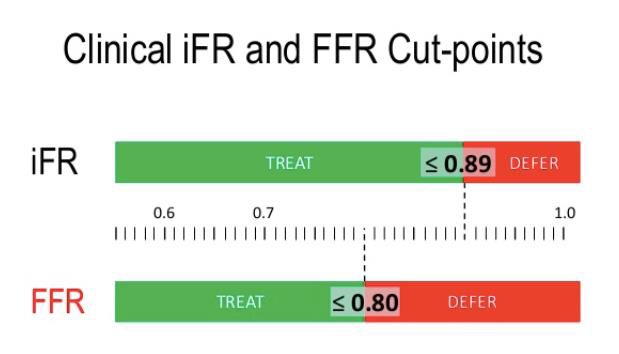 Clinical iFR and FFR Cut-points
iFR TREAT ≤ 0.89 DEFER
0.6 0.7 1.0
FFR TREAT ≤ 0.80 DEFER